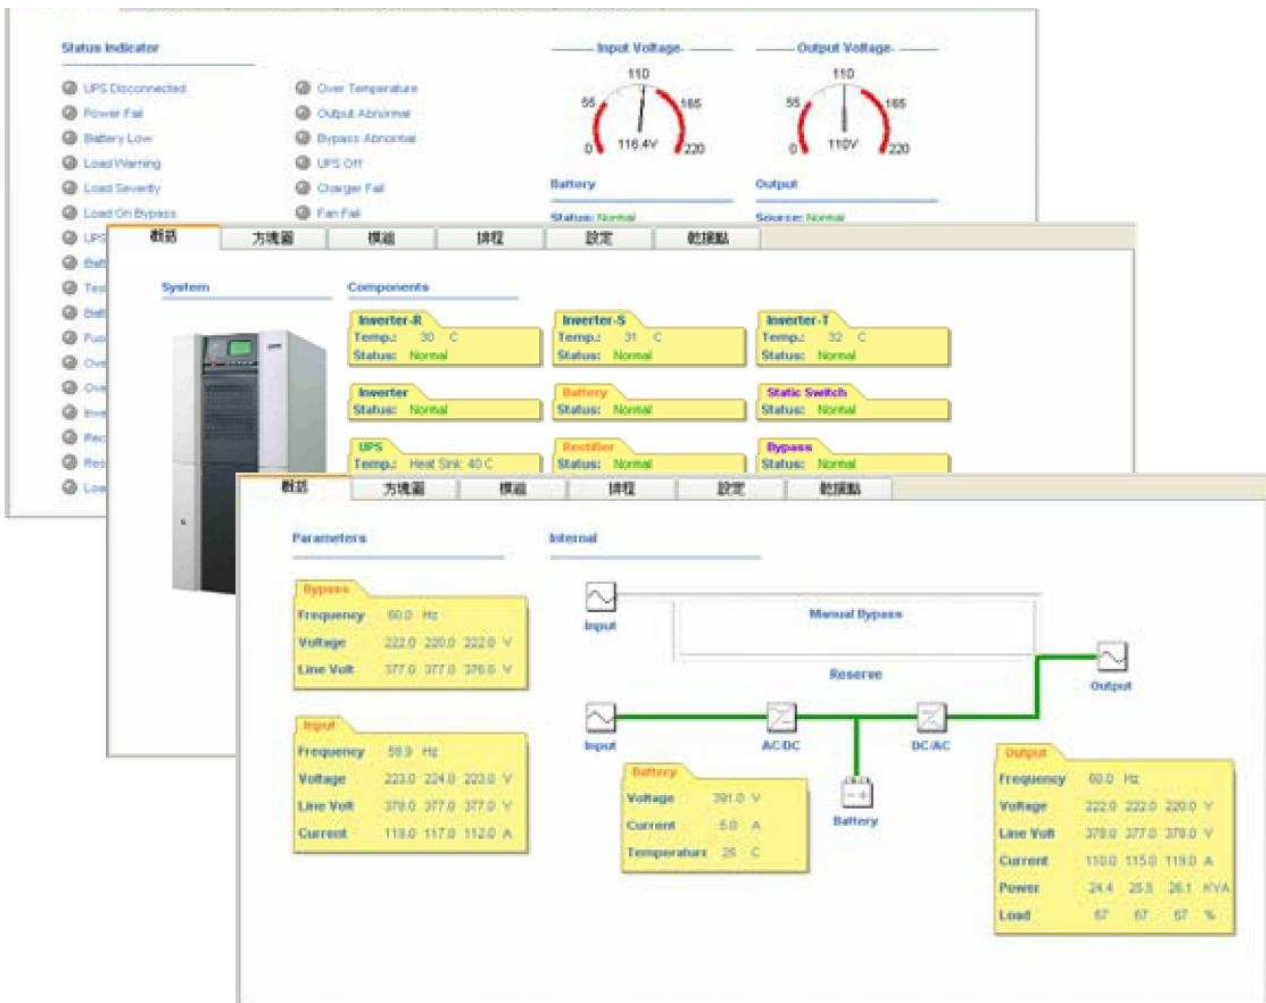 Status Indicator
Input Voltage
Output Voltage
UPS Disconnected
Power Fail
Battery Low
Load Warning
Load Severity
Load On Bypass
UPS
Over Temperature
Output Abnormal
Bypass Abnormal
UPS Off
Charger Fail
Fan Fail
0 55 110 165 220
116.4V
0 55 110 165 220
110V
Battery
Status: Normal
Output
Source: Normal
概括 方塊圖 模組 排程 設定 乾接點
System
Components
Inverter-R
Temp.: 30 C
Status: Normal
Inverter-S
Temp.: 31 C
Status: Normal
Inverter-T
Temp.: 32 C
Status: Normal
Inverter
Status: Normal
Battery
Status: Normal
Static Switch
Status: Normal
UPS
Temp.: Heat Sink: 40 C
Rectifier
Status: Normal
Bypass
Status: Normal
概括 方塊圖 模組 排程 設定 乾接點
Parameters
Internal
Bypass
Frequency 60.0 Hz
Voltage 222.0 220.0 222.0 V
Line Volt 377.0 377.0 376.0 V
Input
Frequency 59.9 Hz
Voltage 223.0 224.0 223.0 V
Line Volt 378.0 377.0 377.0 V
Current 119.0 117.0 112.0 A
Input
Manual Bypass
Reserve
Output
Input
AC/DC
DC/AC
Battery
Battery
Voltage 391.0 V
Current 5.0 A
Temperature 25 C
Output
Frequency 60.0 Hz
Voltage 222.0 222.0 220.0 V
Line Volt 378.0 377.0 378.0 V
Current 110.0 115.0 119.0 A
Power 24.4 25.5 26.1 KVA
Load 67 67 67 %